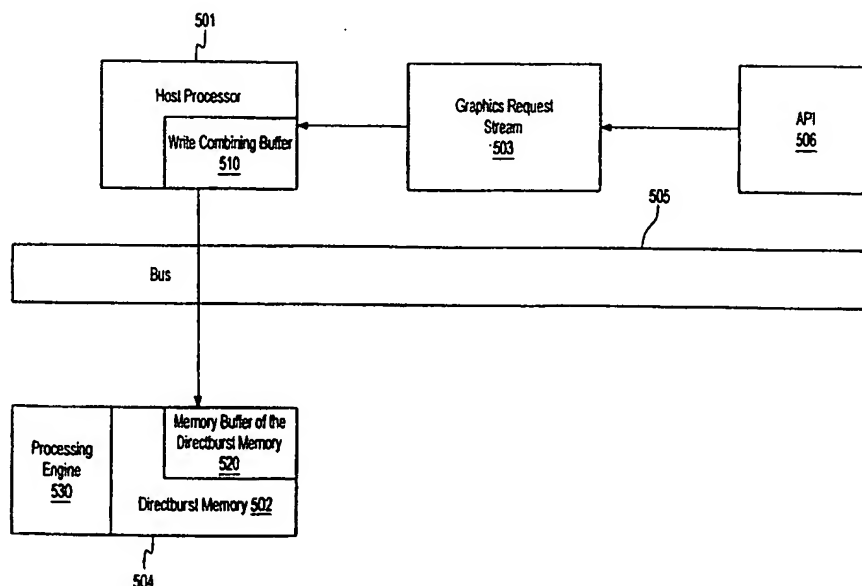 501
Host Processor
Write Combining Buffer
510
Graphics Request
Stream
503
API
506
505
Bus
Processing
Engine
530
Memory Buffer of the
Directburst Memory
520
Directburst Memory 502
504